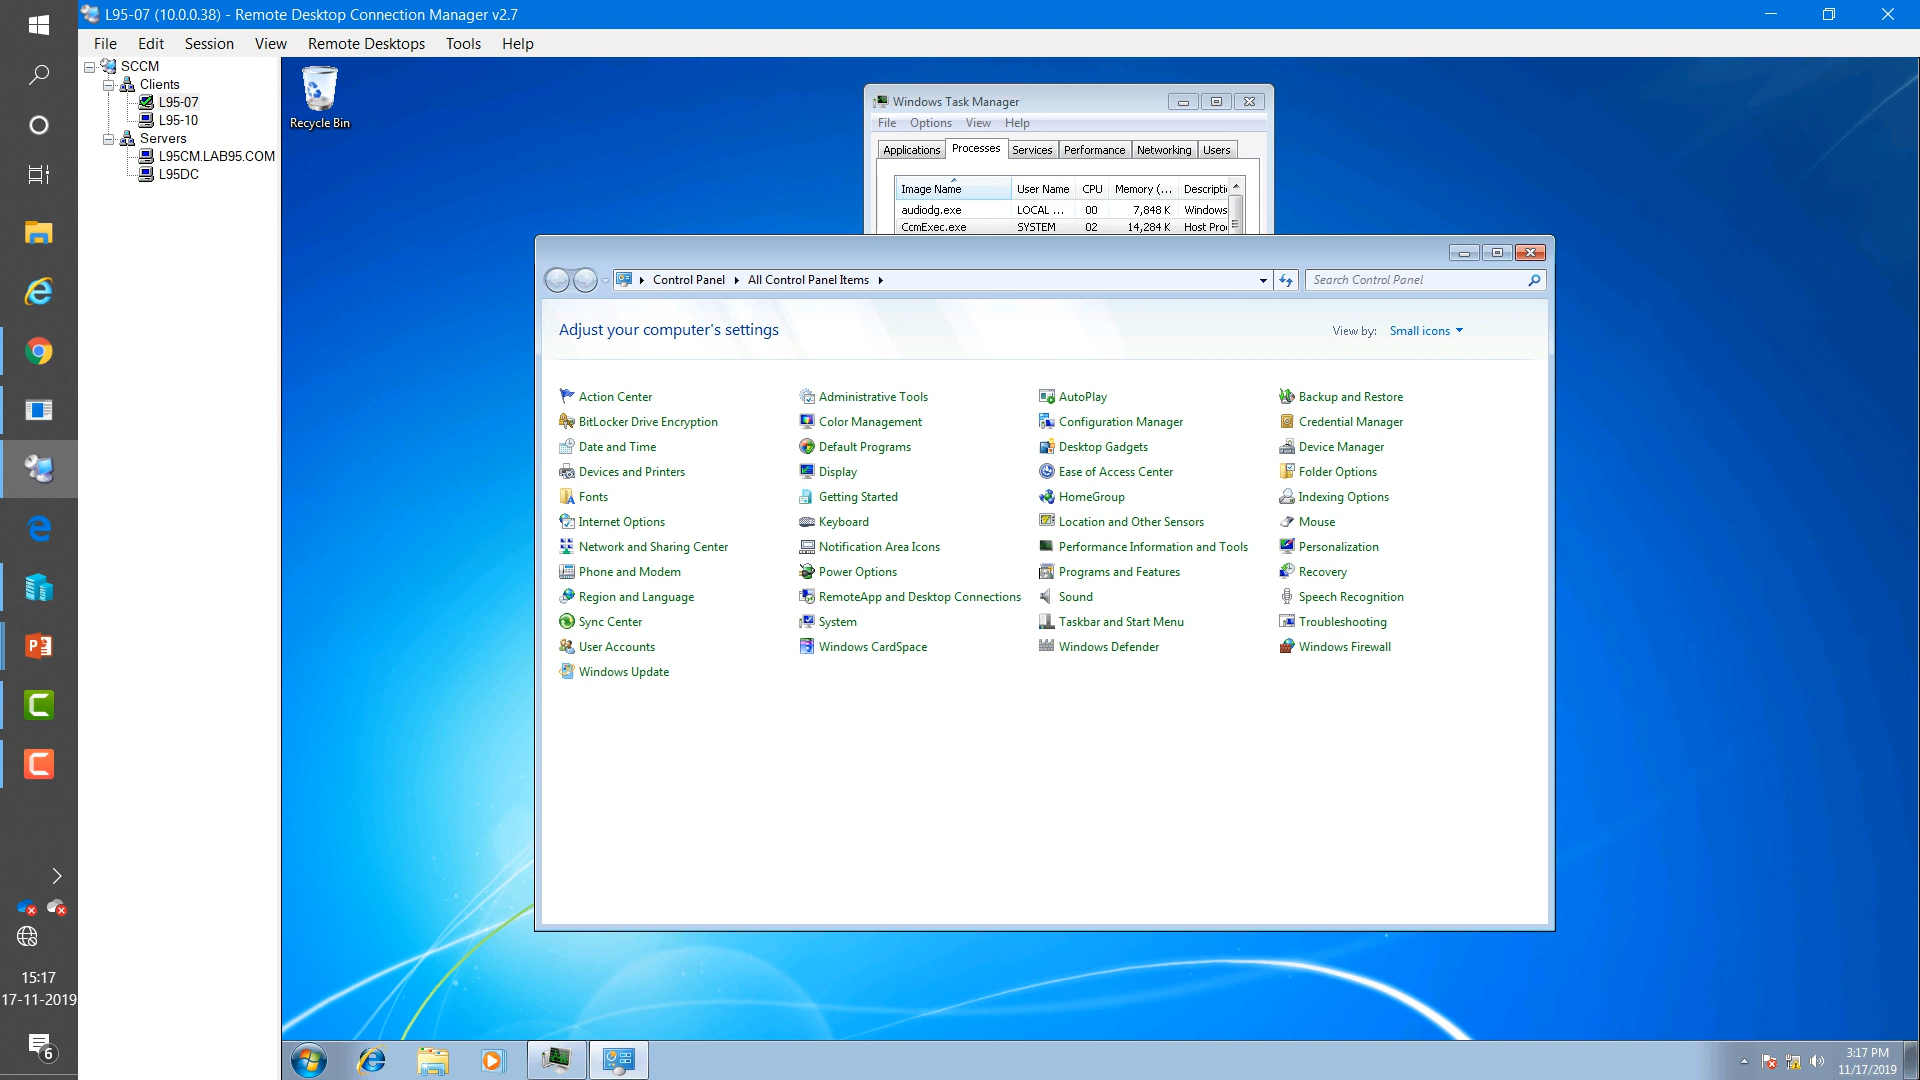 L95-07 (10.0.0.38) - Remote Desktop Connection Manager v2.7
File Edit Session View Remote Desktops Tools Help
SCCM
Clients
L95-07
L95-10
Servers
L95CM.LAB95.COM
L95DC
Recycle Bin
Windows Task Manager
File Options View Help
Applications Processes Services Performance Networking Users
Image Name User Name CPU Memory (... Descripti
audiodg.exe LOCAL ... 00 7,848 K Windows
CcmExec.exe SYSTEM 02 14,284 K Host Pro
Control Panel All Control Panel Items Search Control Panel
Adjust your computer's settings
View by: Small icons
Action Center Administrative Tools AutoPlay Backup and Restore
BitLocker Drive Encryption Color Management Configuration Manager Credential Manager
Date and Time Default Programs Desktop Gadgets Device Manager
Devices and Printers Display Ease of Access Center Folder Options
Fonts Getting Started HomeGroup Indexing Options
Internet Options Keyboard Location and Other Sensors Mouse
Network and Sharing Center Notification Area Icons Performance Information and Tools Personalization
Phone and Modem Power Options Programs and Features Recovery
Region and Language RemoteApp and Desktop Connections Sound Speech Recognition
Sync Center System Taskbar and Start Menu Troubleshooting
User Accounts Windows CardSpace Windows Defender Windows Firewall
Windows Update
15:17
17-11-2019
6
3:17 PM
11/17/2019